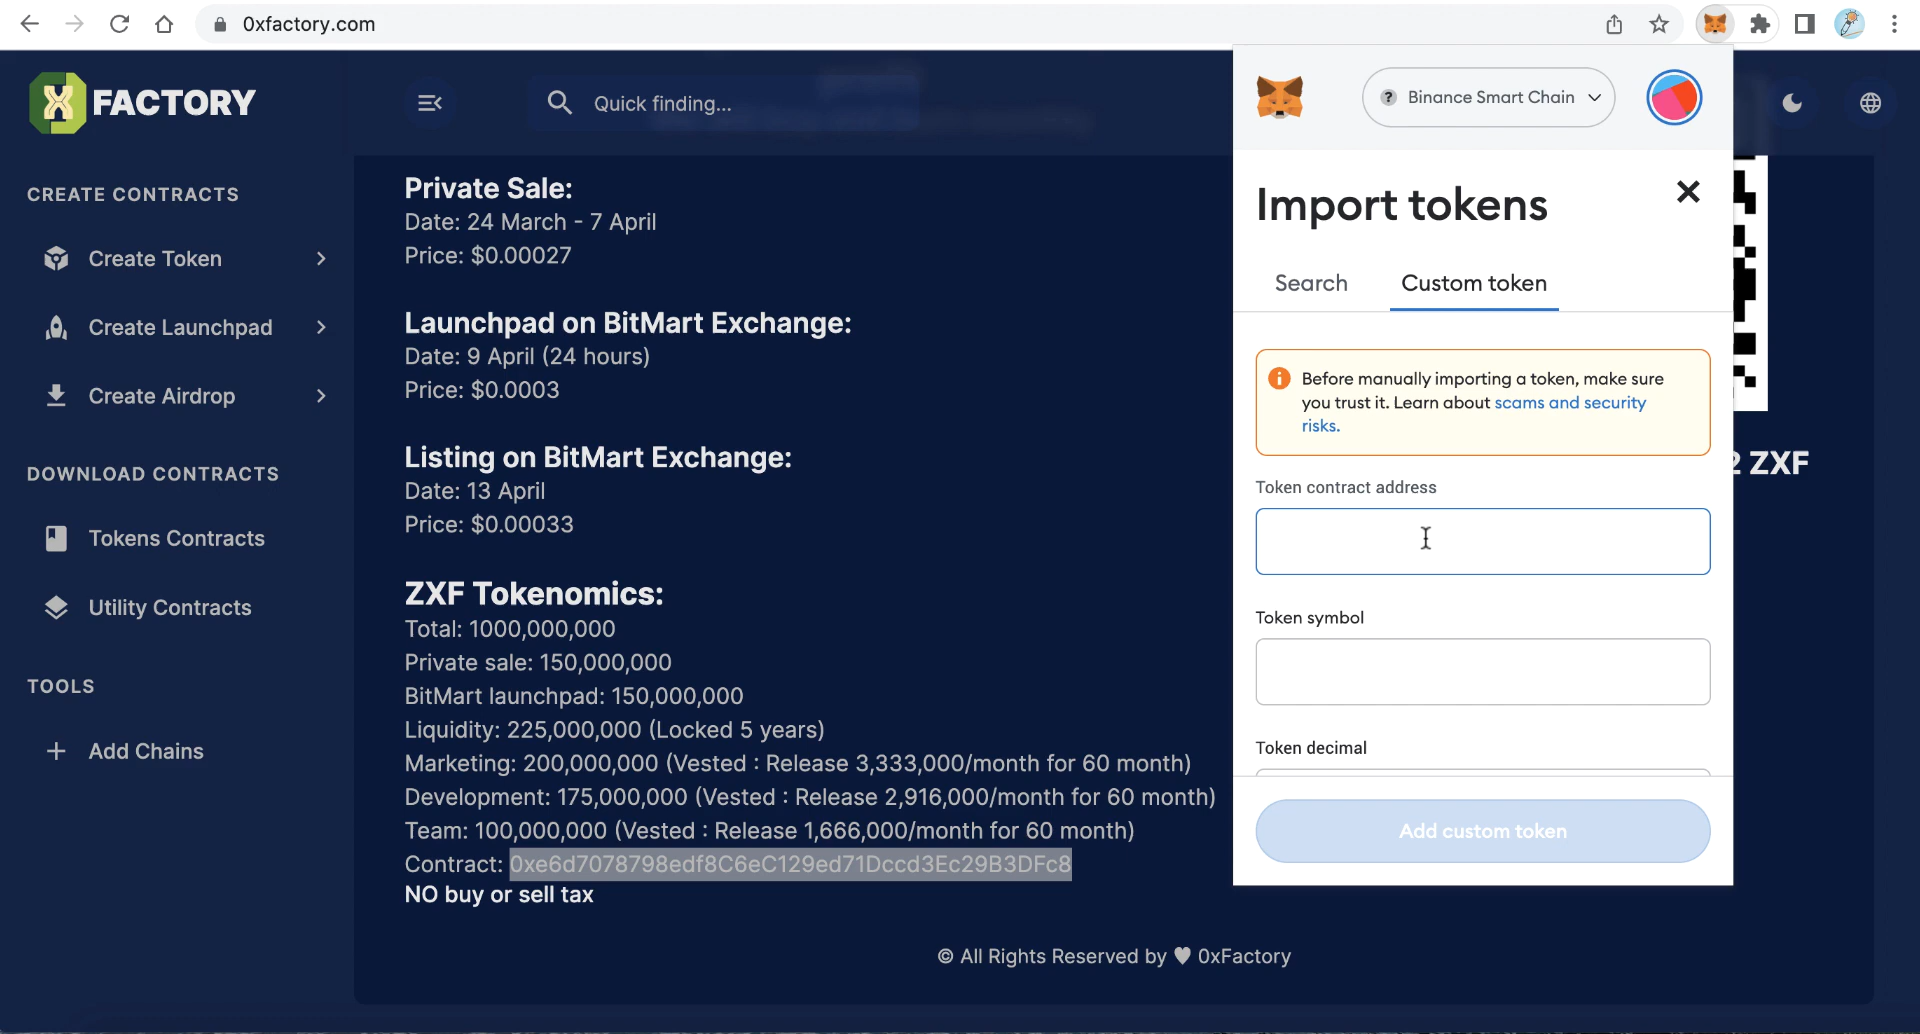 0xfactory.com
FACTORY
Quick finding...
CREATE CONTRACTS
Create Token
Create Launchpad
Create Airdrop
DOWNLOAD CONTRACTS
Tokens Contracts
Utility Contracts
TOOLS
Add Chains
Private Sale:
Date: 24 March - 7 April
Price: $0.00027
Launchpad on BitMart Exchange:
Date: 9 April (24 hours)
Price: $0.0003
Listing on BitMart Exchange:
Date: 13 April
Price: $0.00033
ZXF Tokenomics:
Total: 1000,000,000
Private sale: 150,000,000
BitMart launchpad: 150,000,000
Liquidity: 225,000,000 (Locked 5 years)
Marketing: 200,000,000 (Vested : Release 3,333,000/month for 60 month)
Development: 175,000,000 (Vested : Release 2,916,000/month for 60 month)
Team: 100,000,000 (Vested : Release 1,666,000/month for 60 month)
Contract: 0xe6d7078798edf8C6eC129ed71Dccd3Ec29B3DFc8
NO buy or sell tax
© All Rights Reserved by ♥ 0xFactory
Binance Smart Chain
Import tokens
Search
Custom token
Before manually importing a token, make sure
you trust it. Learn about scams and security
risks.
Token contract address
Token symbol
Token decimal
Add custom token
2 ZXF